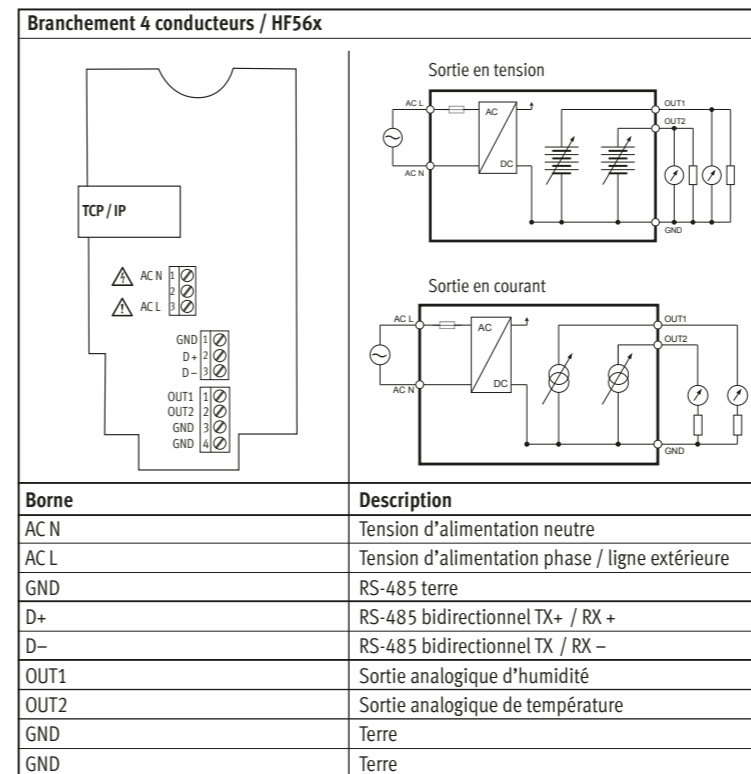 Branchement 4 conducteurs / HF56x
TCP / IP
AC N 1
2
AC L 3
GND 1
D+ 2
D– 3
OUT1 1
OUT2 2
GND 3
GND 4
Sortie en tension
AC L
AC N
AC
DC
OUT1
OUT2
GND
Sortie en courant
AC L
AC N
AC
DC
OUT1
OUT2
GND
Borne Description
AC N Tension d’alimentation neutre
AC L Tension d’alimentation phase / ligne extérieure
GND RS-485 terre
D+ RS-485 bidirectionnel TX+ / RX +
D– RS-485 bidirectionnel TX / RX –
OUT1 Sortie analogique d’humidité
OUT2 Sortie analogique de température
GND Terre
GND Terre